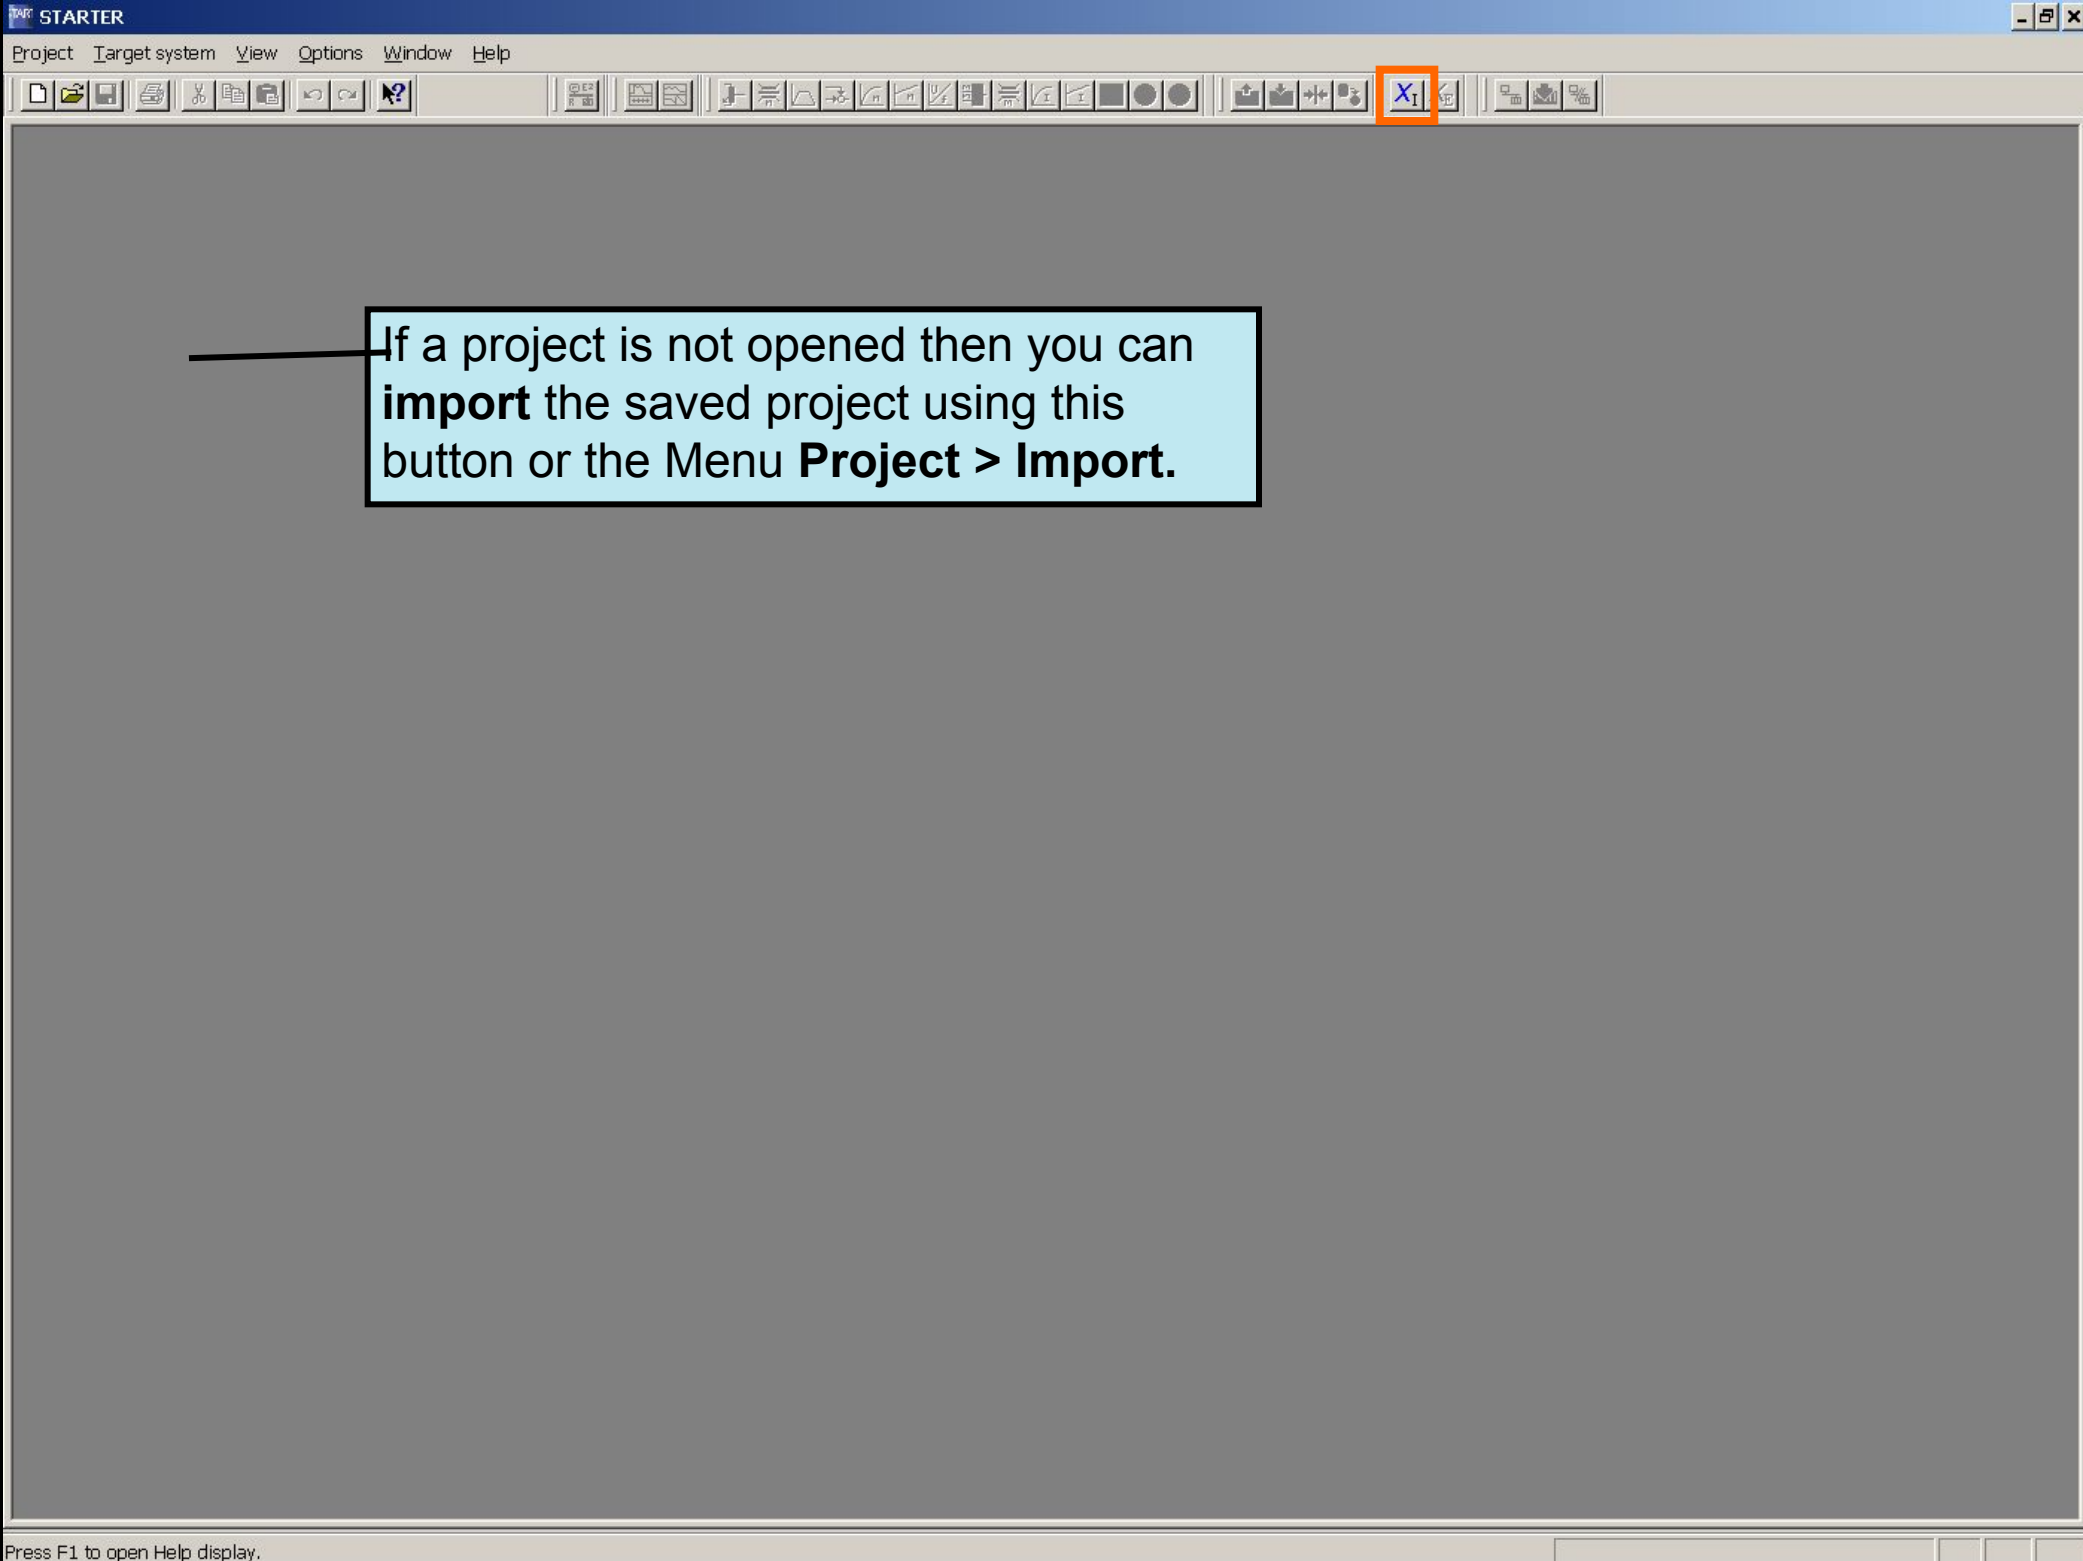 STARTER
Project Target system View Options Window Help
If a project is not opened then you can
import the saved project using this
button or the Menu Project > Import.
Press F1 to open Help display.